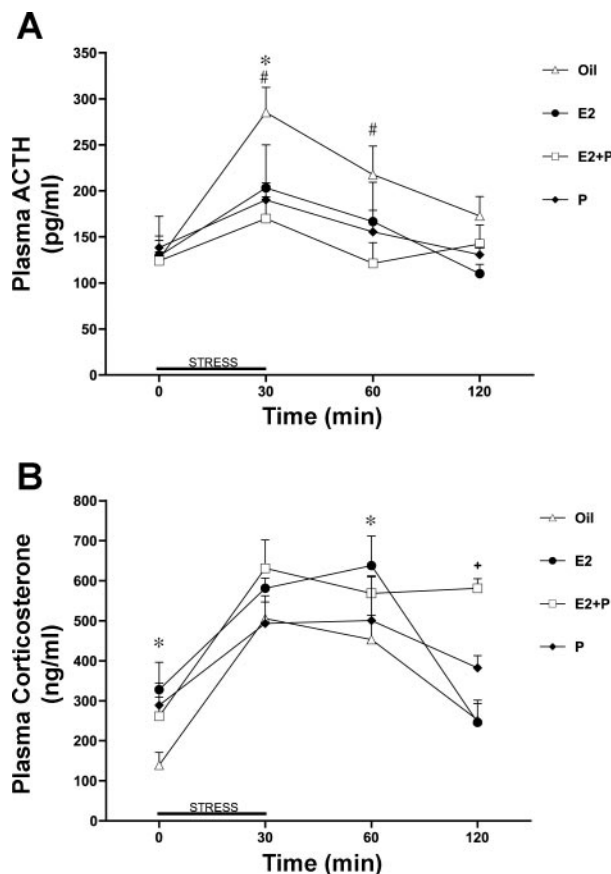 A
Plasma ACTH
(pg/ml)
350
300
250
200
150
100
50
0
*
#
#
STRESS
0
30
60
120
Time (min)
Oil
E2
E2+P
P
B
Plasma Corticosterone
(ng/ml)
800
700
600
500
400
300
200
100
0
*
*
+
STRESS
0
30
60
120
Time (min)
Oil
E2
E2+P
P